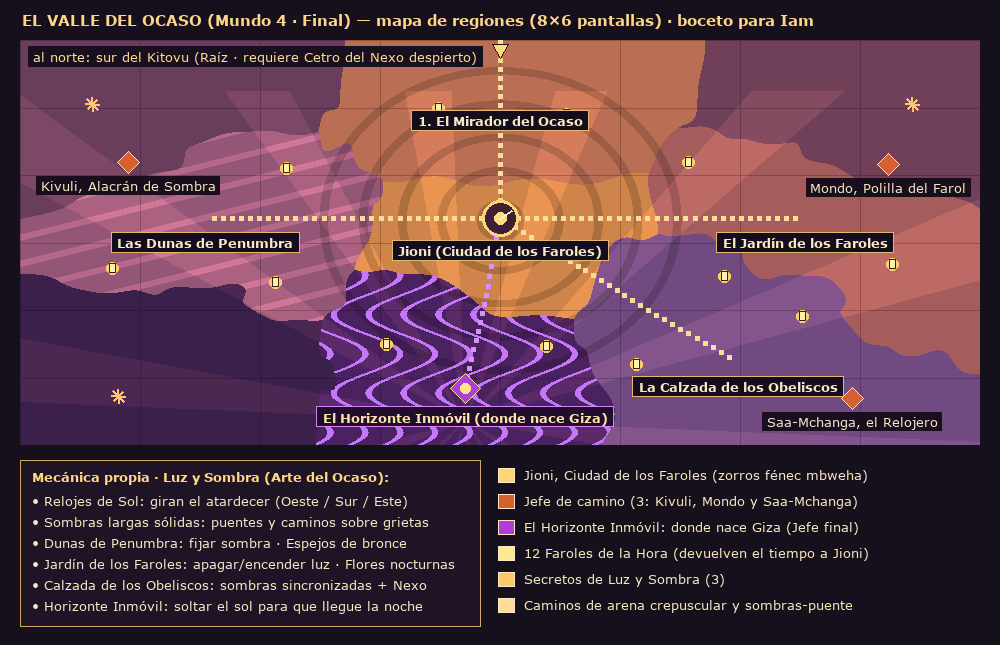 EL VALLE DEL OCASO (Mundo 4 · Final) — mapa de regiones (8×6 pantallas) · boceto para Iam
al norte: sur del Kitovu (Raíz · requiere Cetro del Nexo despierto)
1. El Mirador del Ocaso
Kivuli, Alacrán de Sombra
Mondo, Polilla del Farol
Las Dunas de Penumbra
Jioni (Ciudad de los Faroles)
El Jardín de los Faroles
La Calzada de los Obeliscos
El Horizonte Inmóvil (donde nace Giza)
Saa-Mchanga, el Relojero
Mecánica propia · Luz y Sombra (Arte del Ocaso):
• Relojes de Sol: giran el atardecer (Oeste / Sur / Este)
• Sombras largas sólidas: puentes y caminos sobre grietas
• Dunas de Penumbra: fijar sombra · Espejos de bronce
• Jardín de los Faroles: apagar/encender luz · Flores nocturnas
• Calzada de los Obeliscos: sombras sincronizadas + Nexo
• Horizonte Inmóvil: soltar el sol para que llegue la noche
Jioni, Ciudad de los Faroles (zorros fénec mbweha)
Jefe de camino (3: Kivuli, Mondo y Saa-Mchanga)
El Horizonte Inmóvil: donde nace Giza (Jefe final)
12 Faroles de la Hora (devuelven el tiempo a Jioni)
Secretos de Luz y Sombra (3)
Caminos de arena crepuscular y sombras-puente